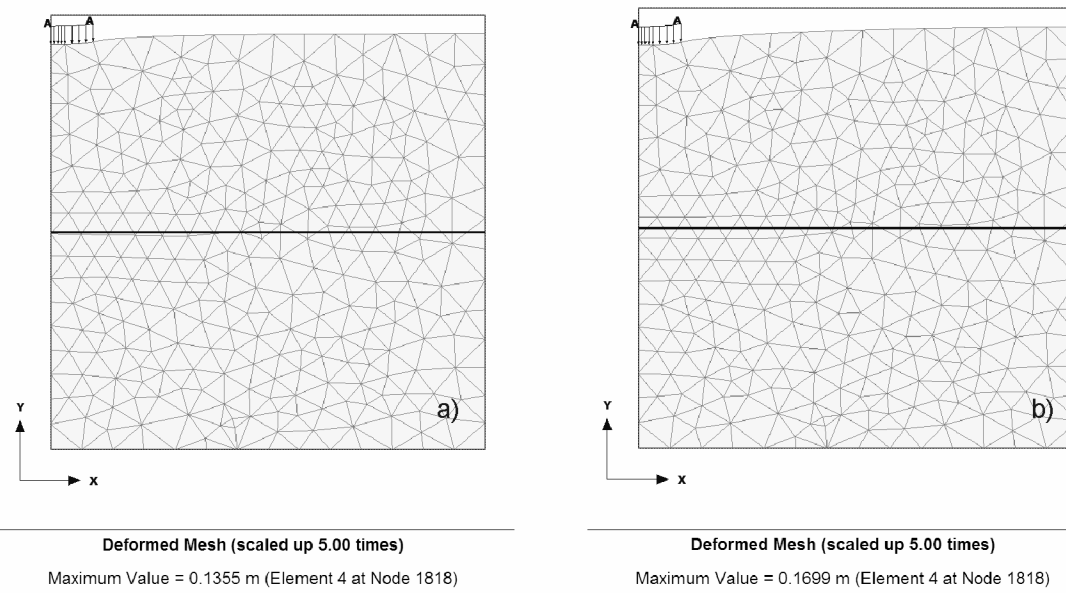 A A
a)
Y
X
Deformed Mesh (scaled up 5.00 times)
Maximum Value = 0.1355 m (Element 4 at Node 1818)
A A
b)
Y
X
Deformed Mesh (scaled up 5.00 times)
Maximum Value = 0.1699 m (Element 4 at Node 1818)